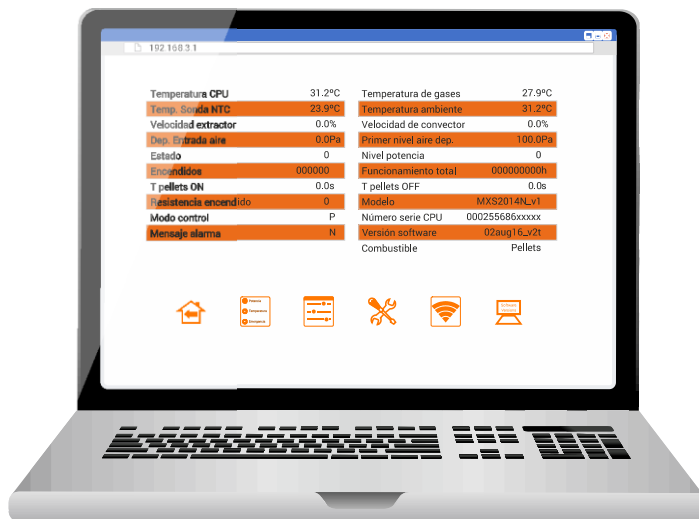 192.168.3.1
Temperatura CPU 31.2ºC Temperatura de gases 27.9ºC
Temp. Sonda NTC 23.9ºC Temperatura ambiente 31.2ºC
Velocidad extractor 0.0% Velocidad de convector 0.0%
Dep. Entrada aire 0.0Pa Primer nivel aire dep. 100.0Pa
Estado 0 Nivel potencia 0
Encendidos 000000 Funcionamiento total 000000000h
T pellets ON 0.0s T pellets OFF 0.0s
Resistencia encendido 0 Modelo MXS2014N_v1
Modo control P Número serie CPU 000255686xxxxx
Mensaje alarma N Versión software 02aug16_v2t
Combustible Pellets
Potencia
Temperatura
Emergencia
Software